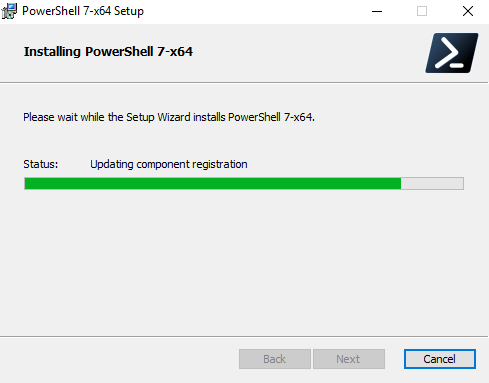 PowerShell 7-x64 Setup
Installing PowerShell 7-x64
Please wait while the Setup Wizard installs PowerShell 7-x64.
Status: Updating component registration
Back Next Cancel